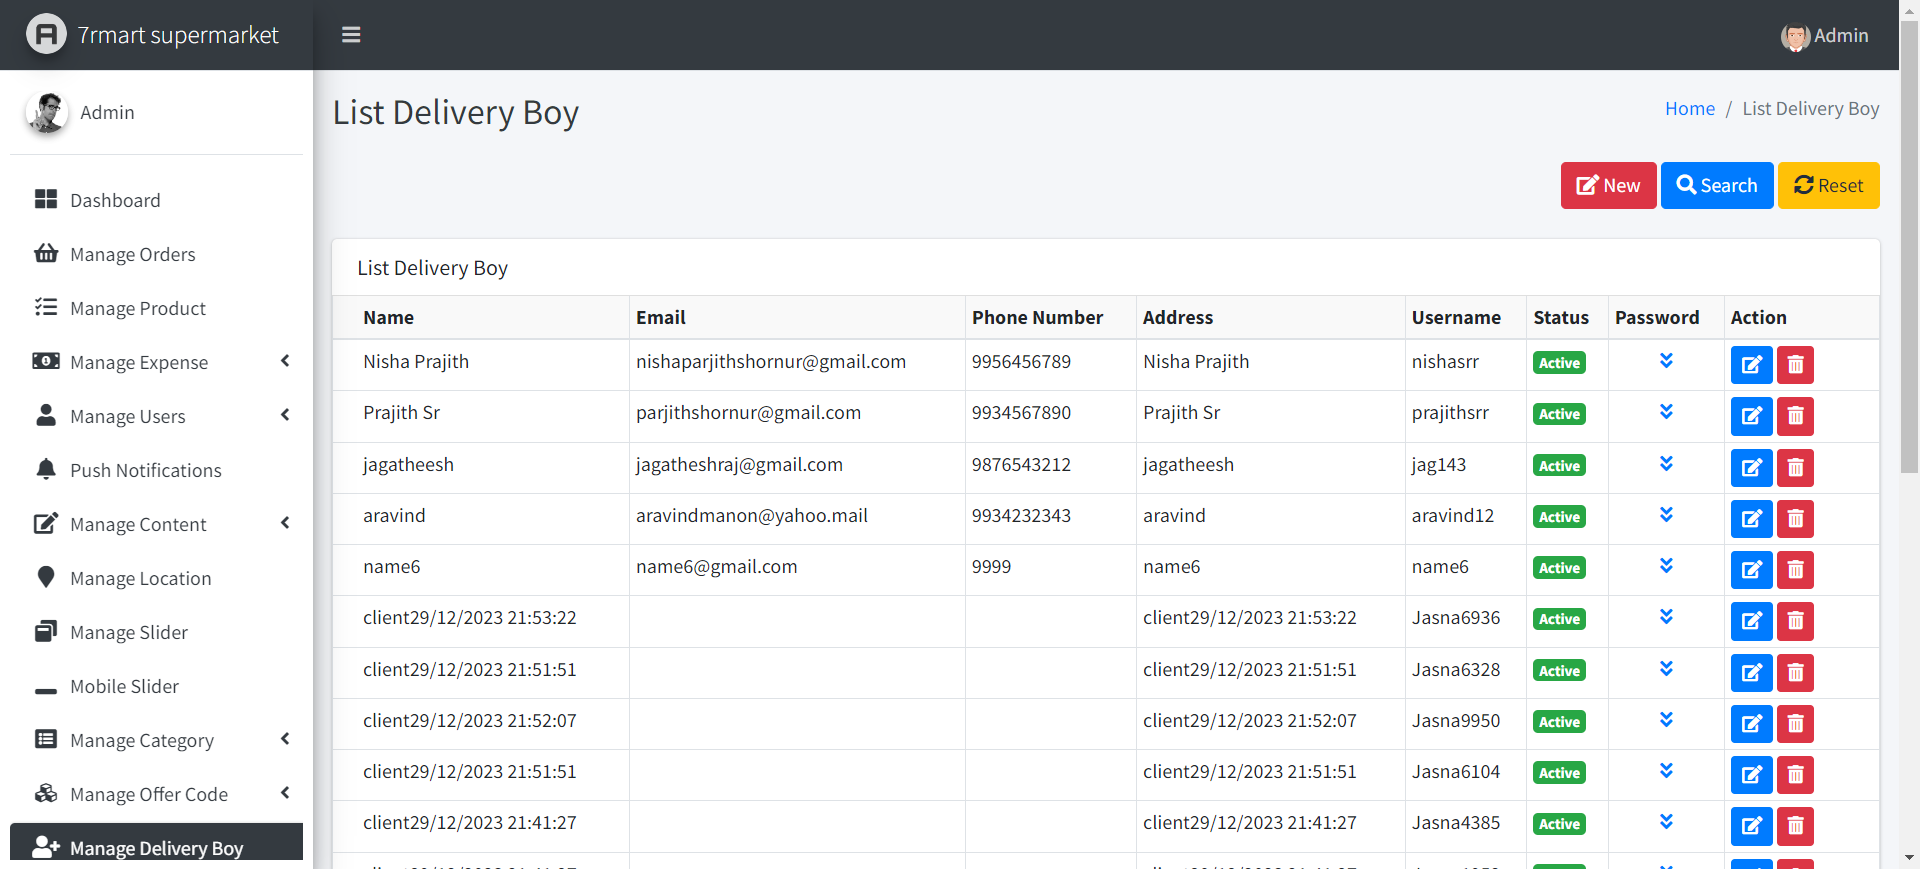 7rmart supermarket
Admin
Admin
List Delivery Boy
Home / List Delivery Boy
New Search Reset
Dashboard
Manage Orders
Manage Product
Manage Expense
Manage Users
Push Notifications
Manage Content
Manage Location
Manage Slider
Mobile Slider
Manage Category
Manage Offer Code
Manage Delivery Boy
List Delivery Boy
Name Email Phone Number Address Username Status Password Action
Nisha Prajith nishaparjithshornur@gmail.com 9956456789 Nisha Prajith nishasrr Active
Prajith Sr parjithshornur@gmail.com 9934567890 Prajith Sr prajithsrr Active
jagatheesh jagatheshraj@gmail.com 9876543212 jagatheesh jag143 Active
aravind aravindmanon@yahoo.mail 9934232343 aravind aravind12 Active
name6 name6@gmail.com 9999 name6 name6 Active
client29/12/2023 21:53:22 client29/12/2023 21:53:22 Jasna6936 Active
client29/12/2023 21:51:51 client29/12/2023 21:51:51 Jasna6328 Active
client29/12/2023 21:52:07 client29/12/2023 21:52:07 Jasna9950 Active
client29/12/2023 21:51:51 client29/12/2023 21:51:51 Jasna6104 Active
client29/12/2023 21:41:27 client29/12/2023 21:41:27 Jasna4385 Active